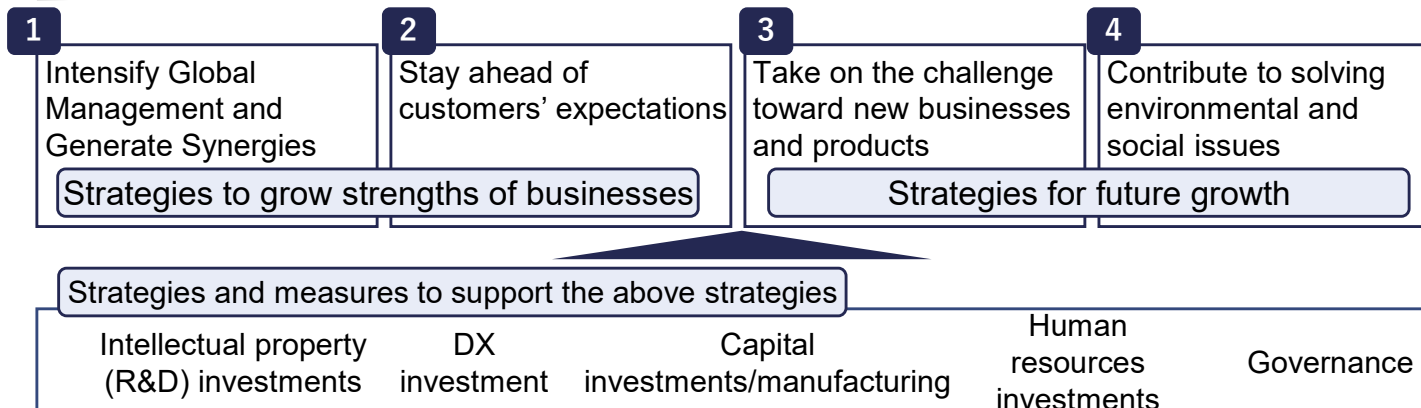 1
Intensify Global
Management and
Generate Synergies
2
Stay ahead of
customers’ expectations
3
Take on the challenge
toward new businesses
and products
4
Contribute to solving
environmental and
social issues
Strategies to grow strengths of businesses
Strategies for future growth
Strategies and measures to support the above strategies
Intellectual property
(R&D) investments
DX
investment
Capital
investments/manufacturing
Human
resources
investments
Governance